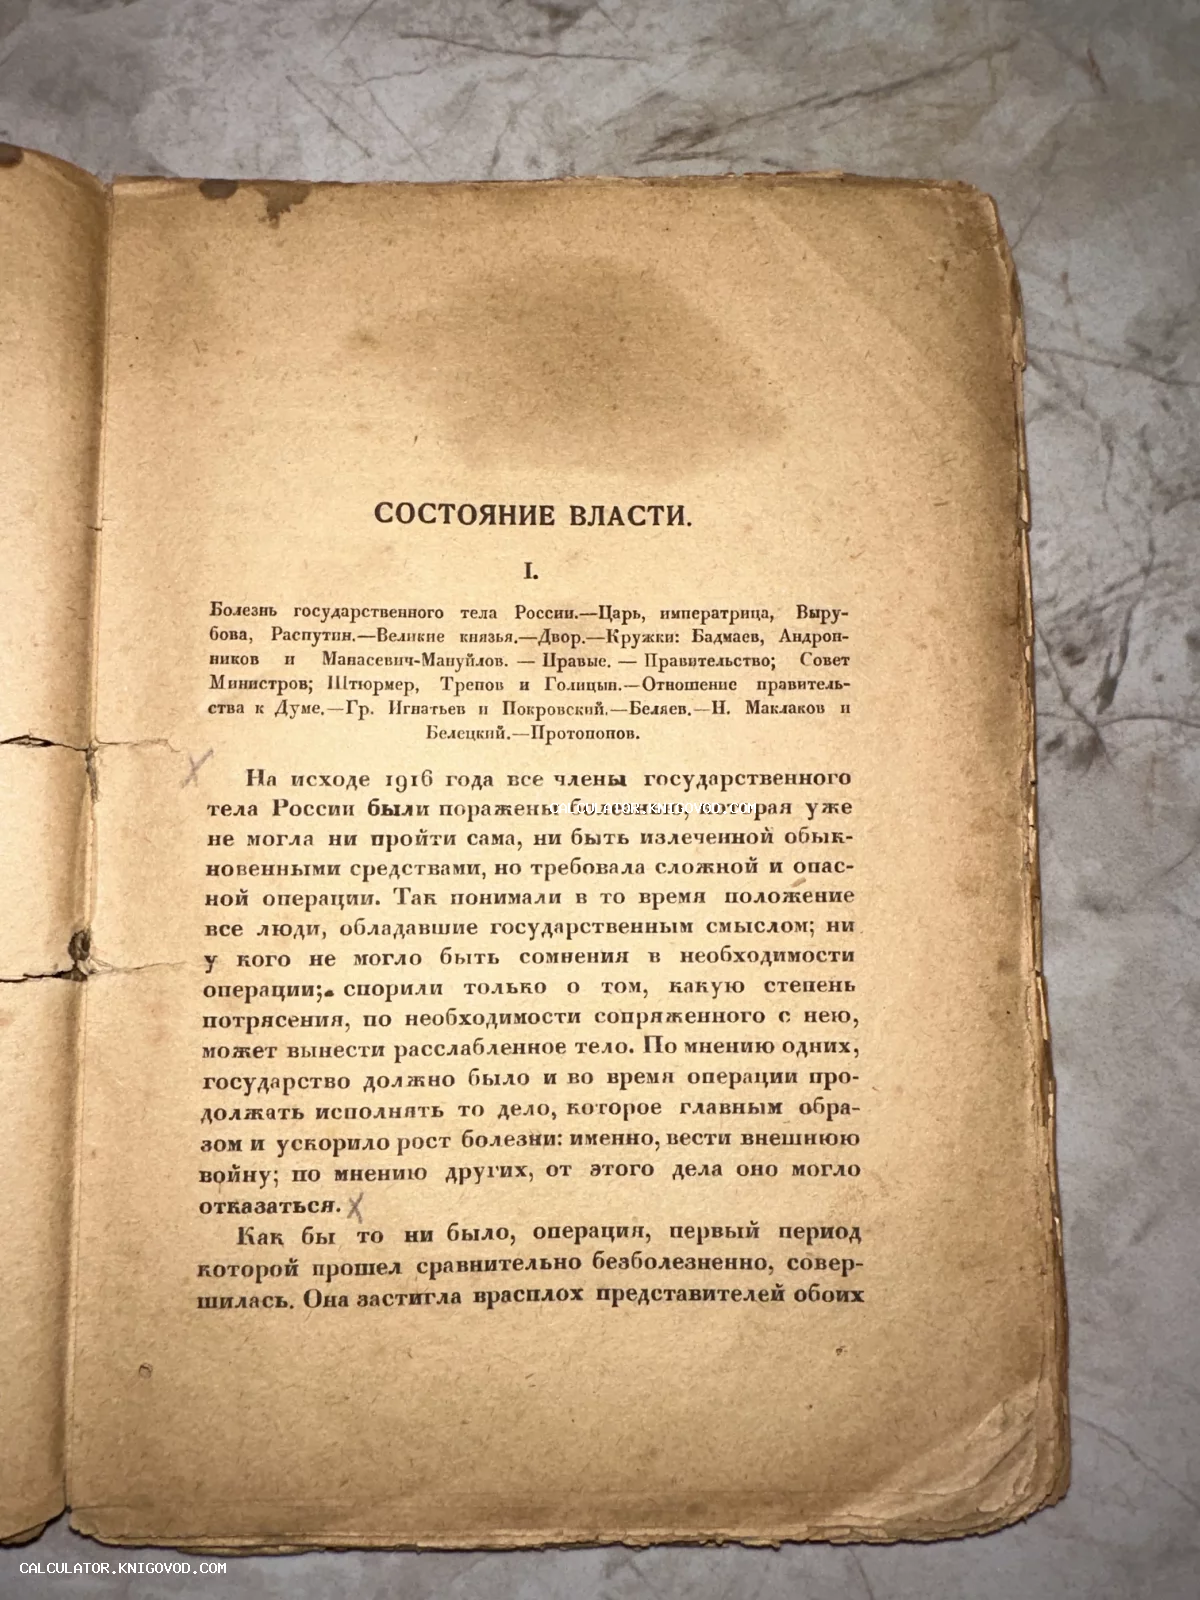 СОСТОЯНИЕ ВЛАСТИ.
I.
Болезнь государственного тела России.—Царь, императрица, Выру-
бова, Распутин.—Великие князья.—Двор.—Кружки: Бадмаев, Андрон-
ников и Манасевич-Мануйлов. — Правые. — Правительство; Совет
Министров; Штюрмер, Трепов и Голицын.—Отношение правитель-
ства к Думе.—Гр. Игнатьев и Покровский.—Беляев.—Н. Маклаков и
Белецкий.—Протопопов.
На исходе 1916 года все члены государственного
тела России были поражены болезнью, которая уже
не могла ни пройти сама, ни быть излеченной обык-
новенными средствами, но требовала сложной и опас-
ной операции. Так понимали в то время положение
все люди, обладавшие государственным смыслом; ни
у кого не могло быть сомнения в необходимости
операции; спорили только о том, какую степень
потрясения, по необходимости сопряженного с нею,
может вынести расслабленное тело. По мнению одних,
государство должно было и во время операции про-
должать исполнять то дело, которое главным обра-
зом и ускорило рост болезни: именно, вести внешнюю
войну; по мнению других, от этого дела оно могло
отказаться.
Как бы то ни было, операция, первый период
которой прошел сравнительно безболезненно, совер-
шилась. Она застигла врасплох представителей обоих
CALCULATOR.KNIGOVOD.COM
CALCULATOR.KNIGOVOD.COM